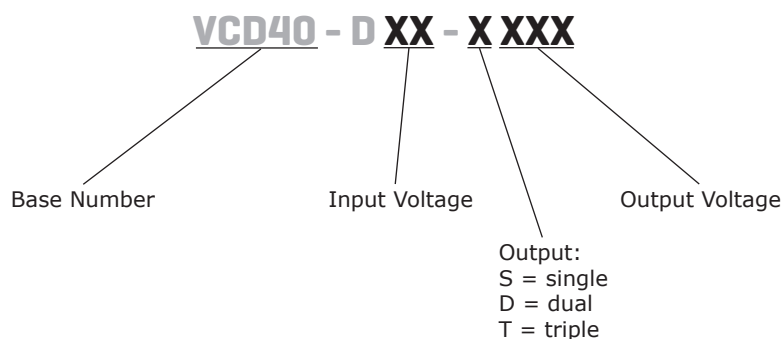 VCD40 - D XX - X XXX
Base Number Input Voltage Output Voltage
Output:
S = single
D = dual
T = triple